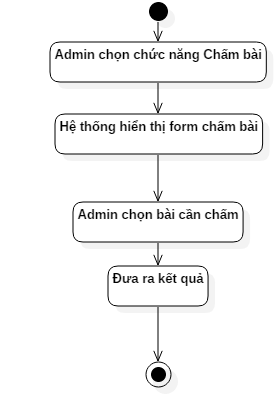 Admin chọn chức năng Chấm bài
Hệ thống hiển thị form chấm bài
Admin chọn bài cần chấm
Đưa ra kết quả